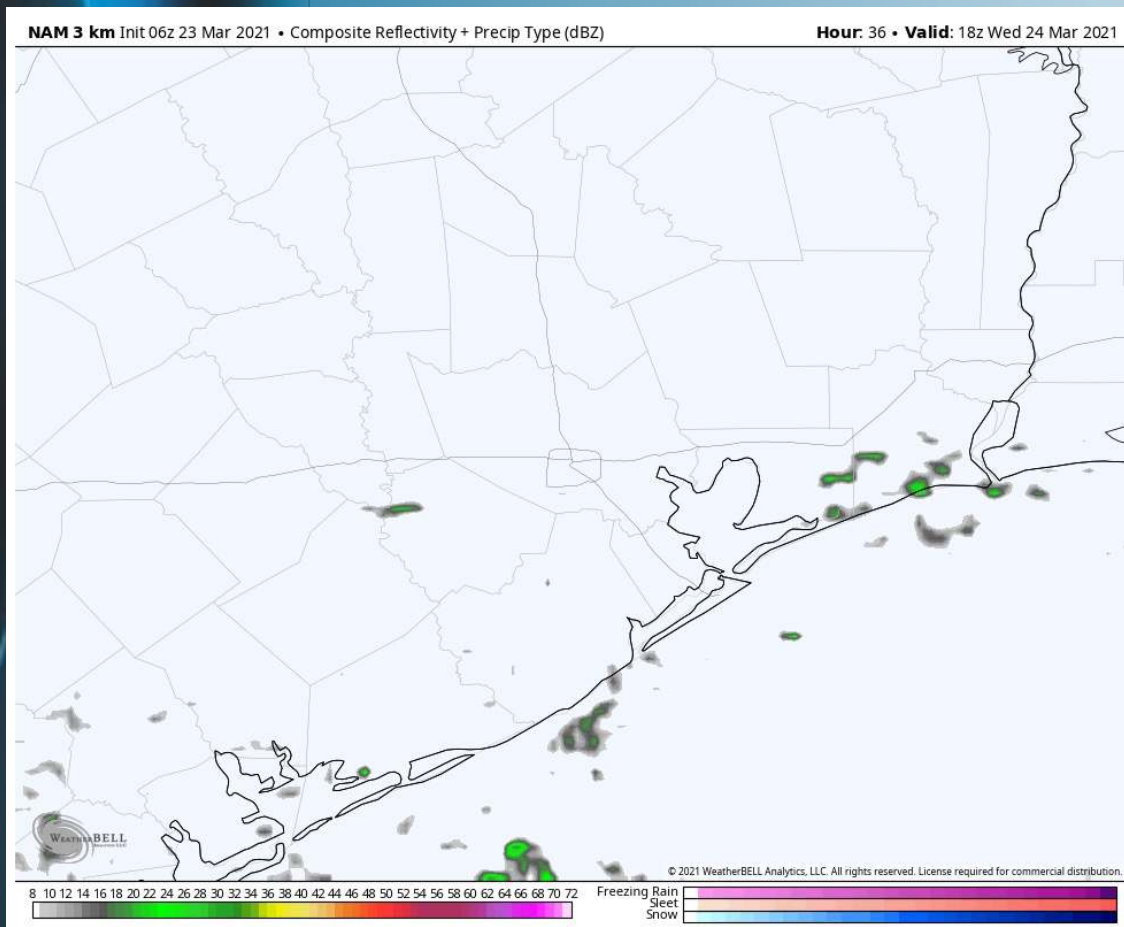 NAM 3 km Init 06z 23 Mar 2021 • Composite Reflectivity + Precip Type (dBZ) Hour: 36 • Valid: 18z Wed 24 Mar 2021
WEATHERBELL
© 2021 WeatherBELL Analytics, LLC. All rights reserved. License required for commercial distribution.
8 10 12 14 16 18 20 22 24 26 28 30 32 34 36 38 40 42 44 46 48 50 52 54 56 58 60 62 64 66 68 70 72
Freezing Rain
Sleet
Snow